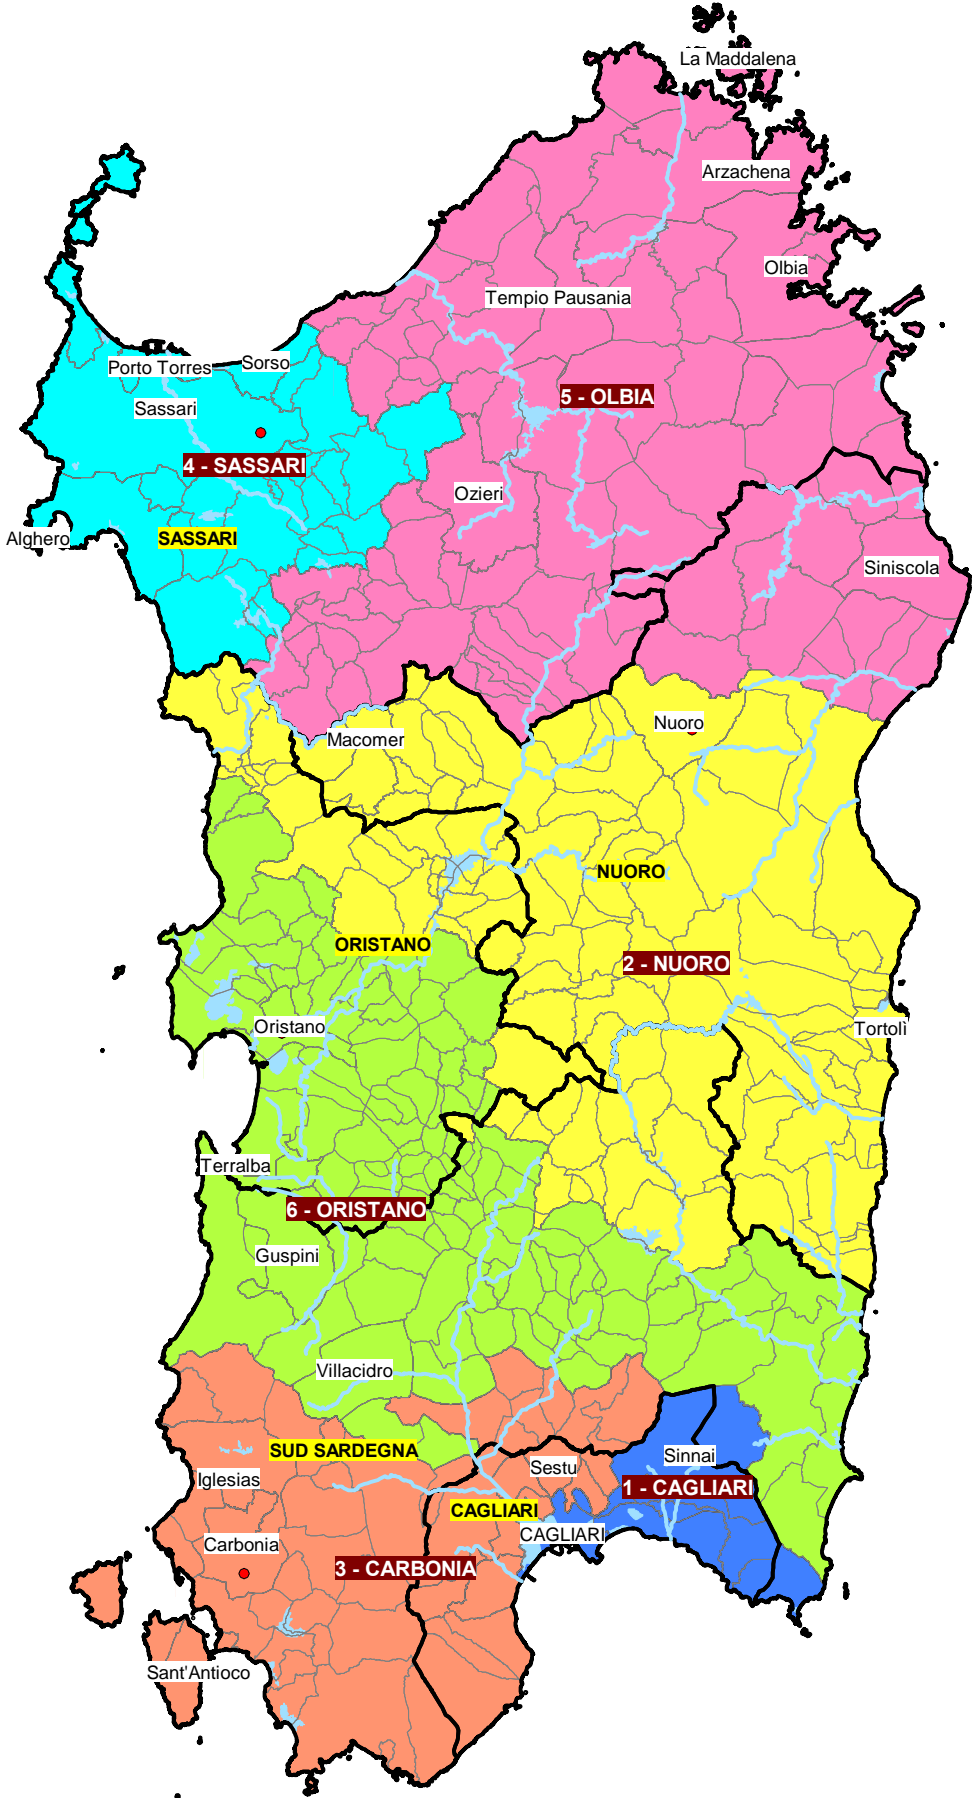 La Maddalena
Arzachena
Olbia
Tempio Pausania
Porto Torres
Sorso
5 - OLBIA
Sassari
4 - SASSARI
Ozieri
Alghero
SASSARI
Siniscola
Nuoro
Macomer
NUORO
ORISTANO
2 - NUORO
Oristano
Tortolì
Terralba
6 - ORISTANO
Guspini
Villacidro
SUD SARDEGNA
Sinnai
Sestu
Iglesias
1 - CAGLIARI
CAGLIARI
CAGLIARI
Carbonia
3 - CARBONIA
Sant'Antioco